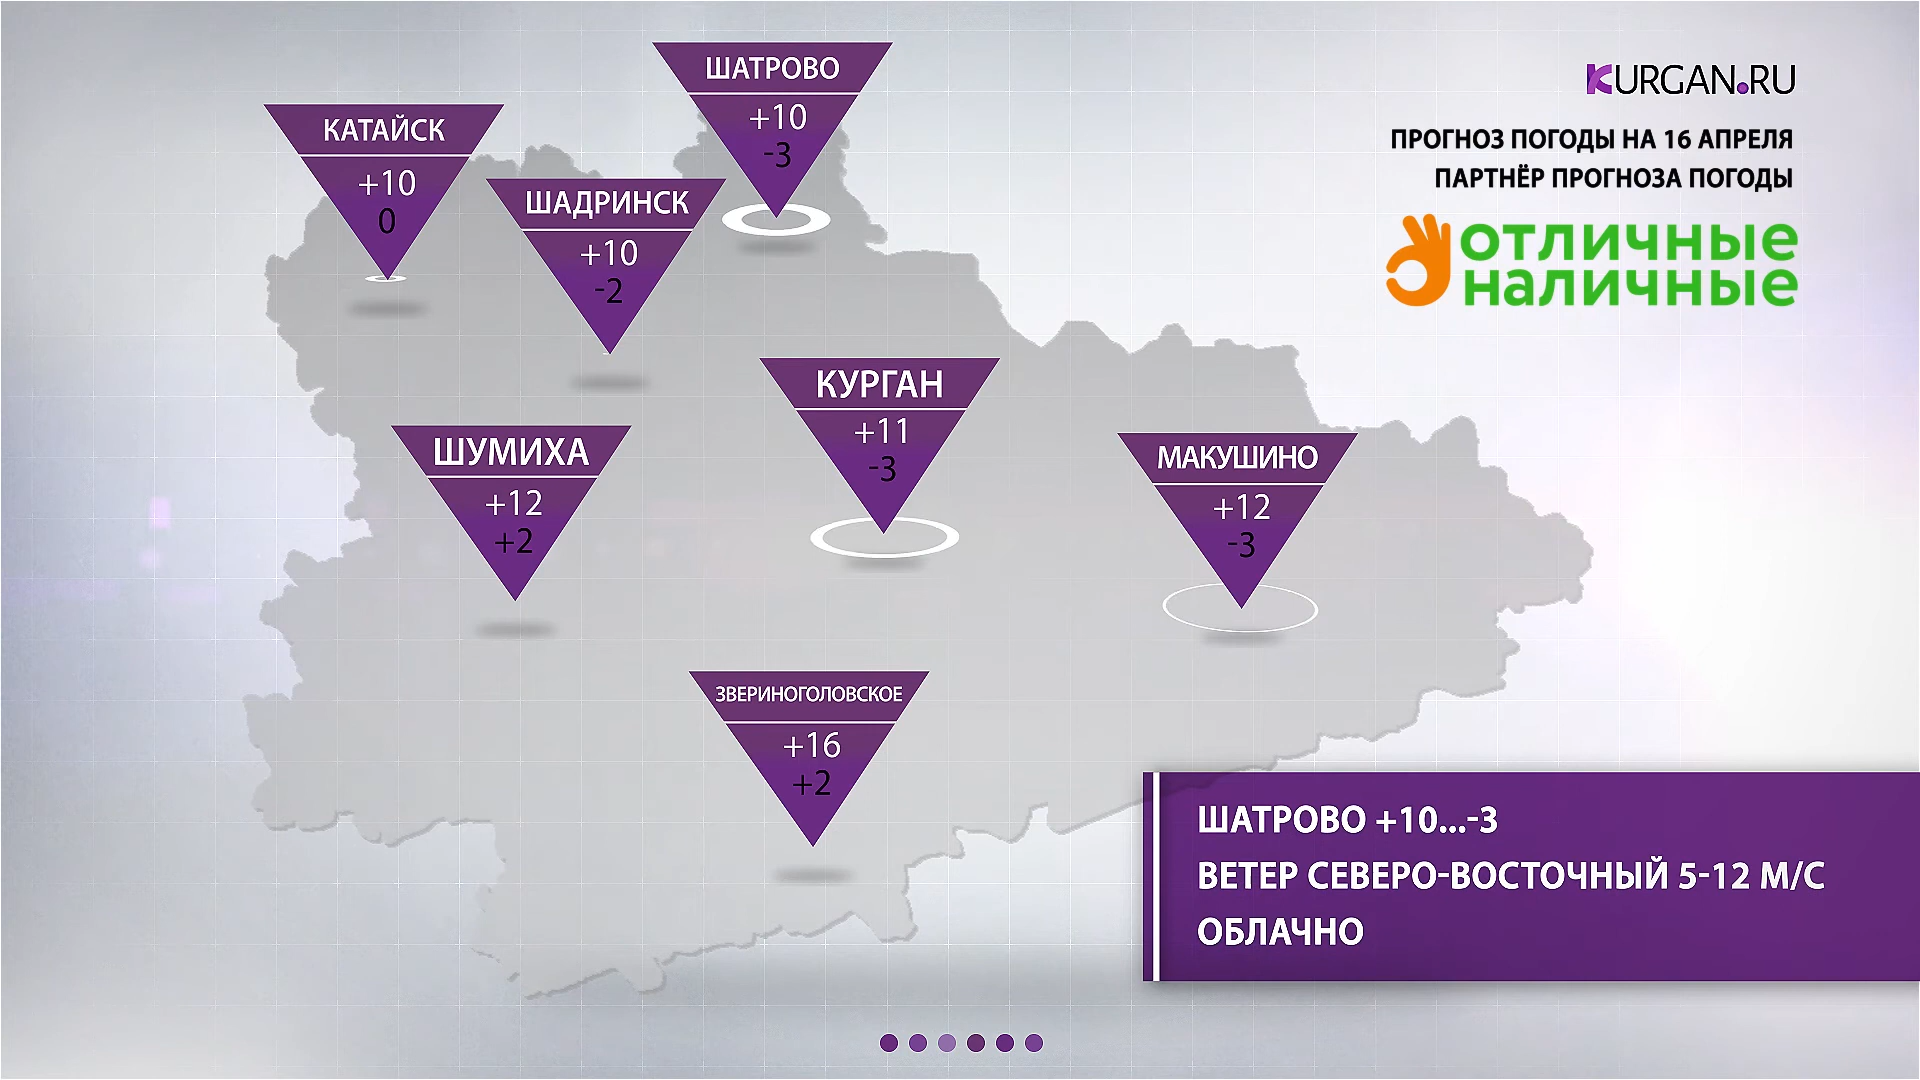 ШАТРОВО
+10
-3
KURGAN.RU
ПРОГНОЗ ПОГОДЫ НА 16 АПРЕЛЯ
ПАРТНЁР ПРОГНОЗА ПОГОДЫ
отличные
наличные
КАТАЙСК
+10
0
ШАДРИНСК
+10
-2
КУРГАН
+11
-3
ШУМИХА
+12
+2
МАКУШИНО
+12
-3
ЗВЕРИНОГОЛОВСКОЕ
+16
+2
ШАТРОВО +10...-3
ВЕТЕР СЕВЕРО-ВОСТОЧНЫЙ 5-12 М/С
ОБЛАЧНО